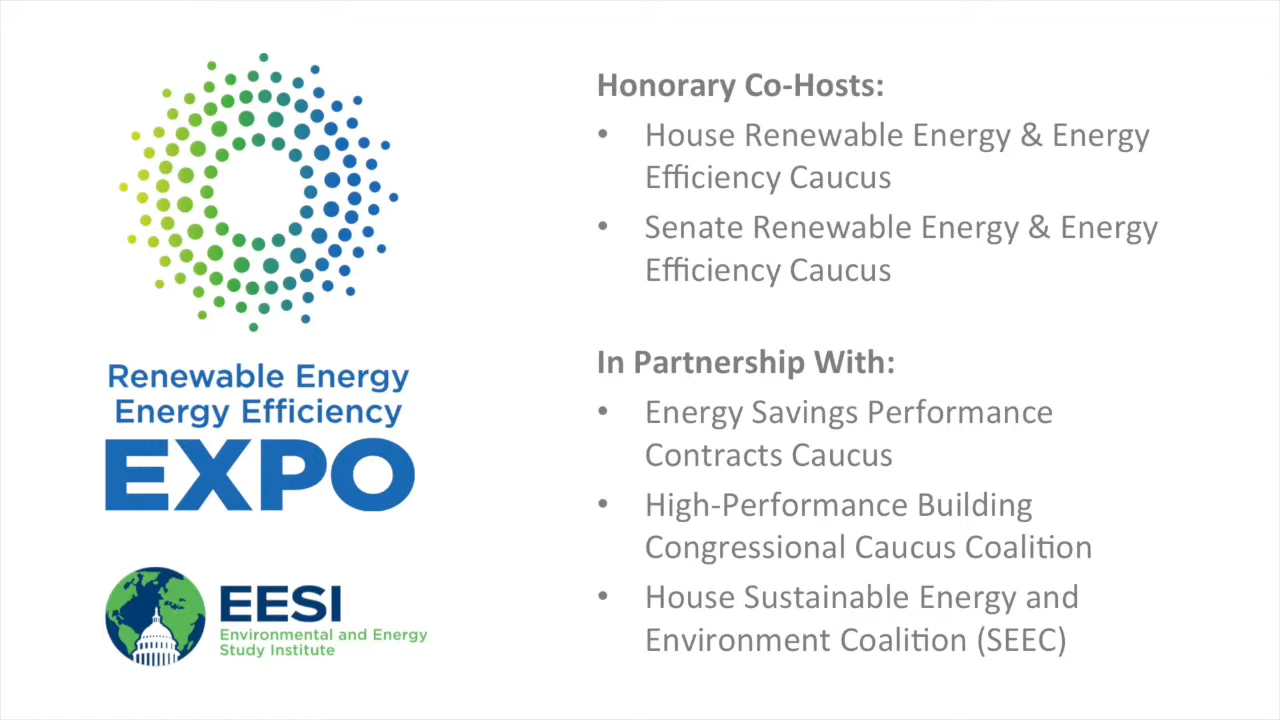 Renewable Energy
Energy Efficiency
EXPO
EESI
Environmental and Energy
Study Institute
Honorary Co-Hosts:
• House Renewable Energy & Energy
Efficiency Caucus
• Senate Renewable Energy & Energy
Efficiency Caucus
In Partnership With:
• Energy Savings Performance
Contracts Caucus
• High-Performance Building
Congressional Caucus Coalition
• House Sustainable Energy and
Environment Coalition (SEEC)